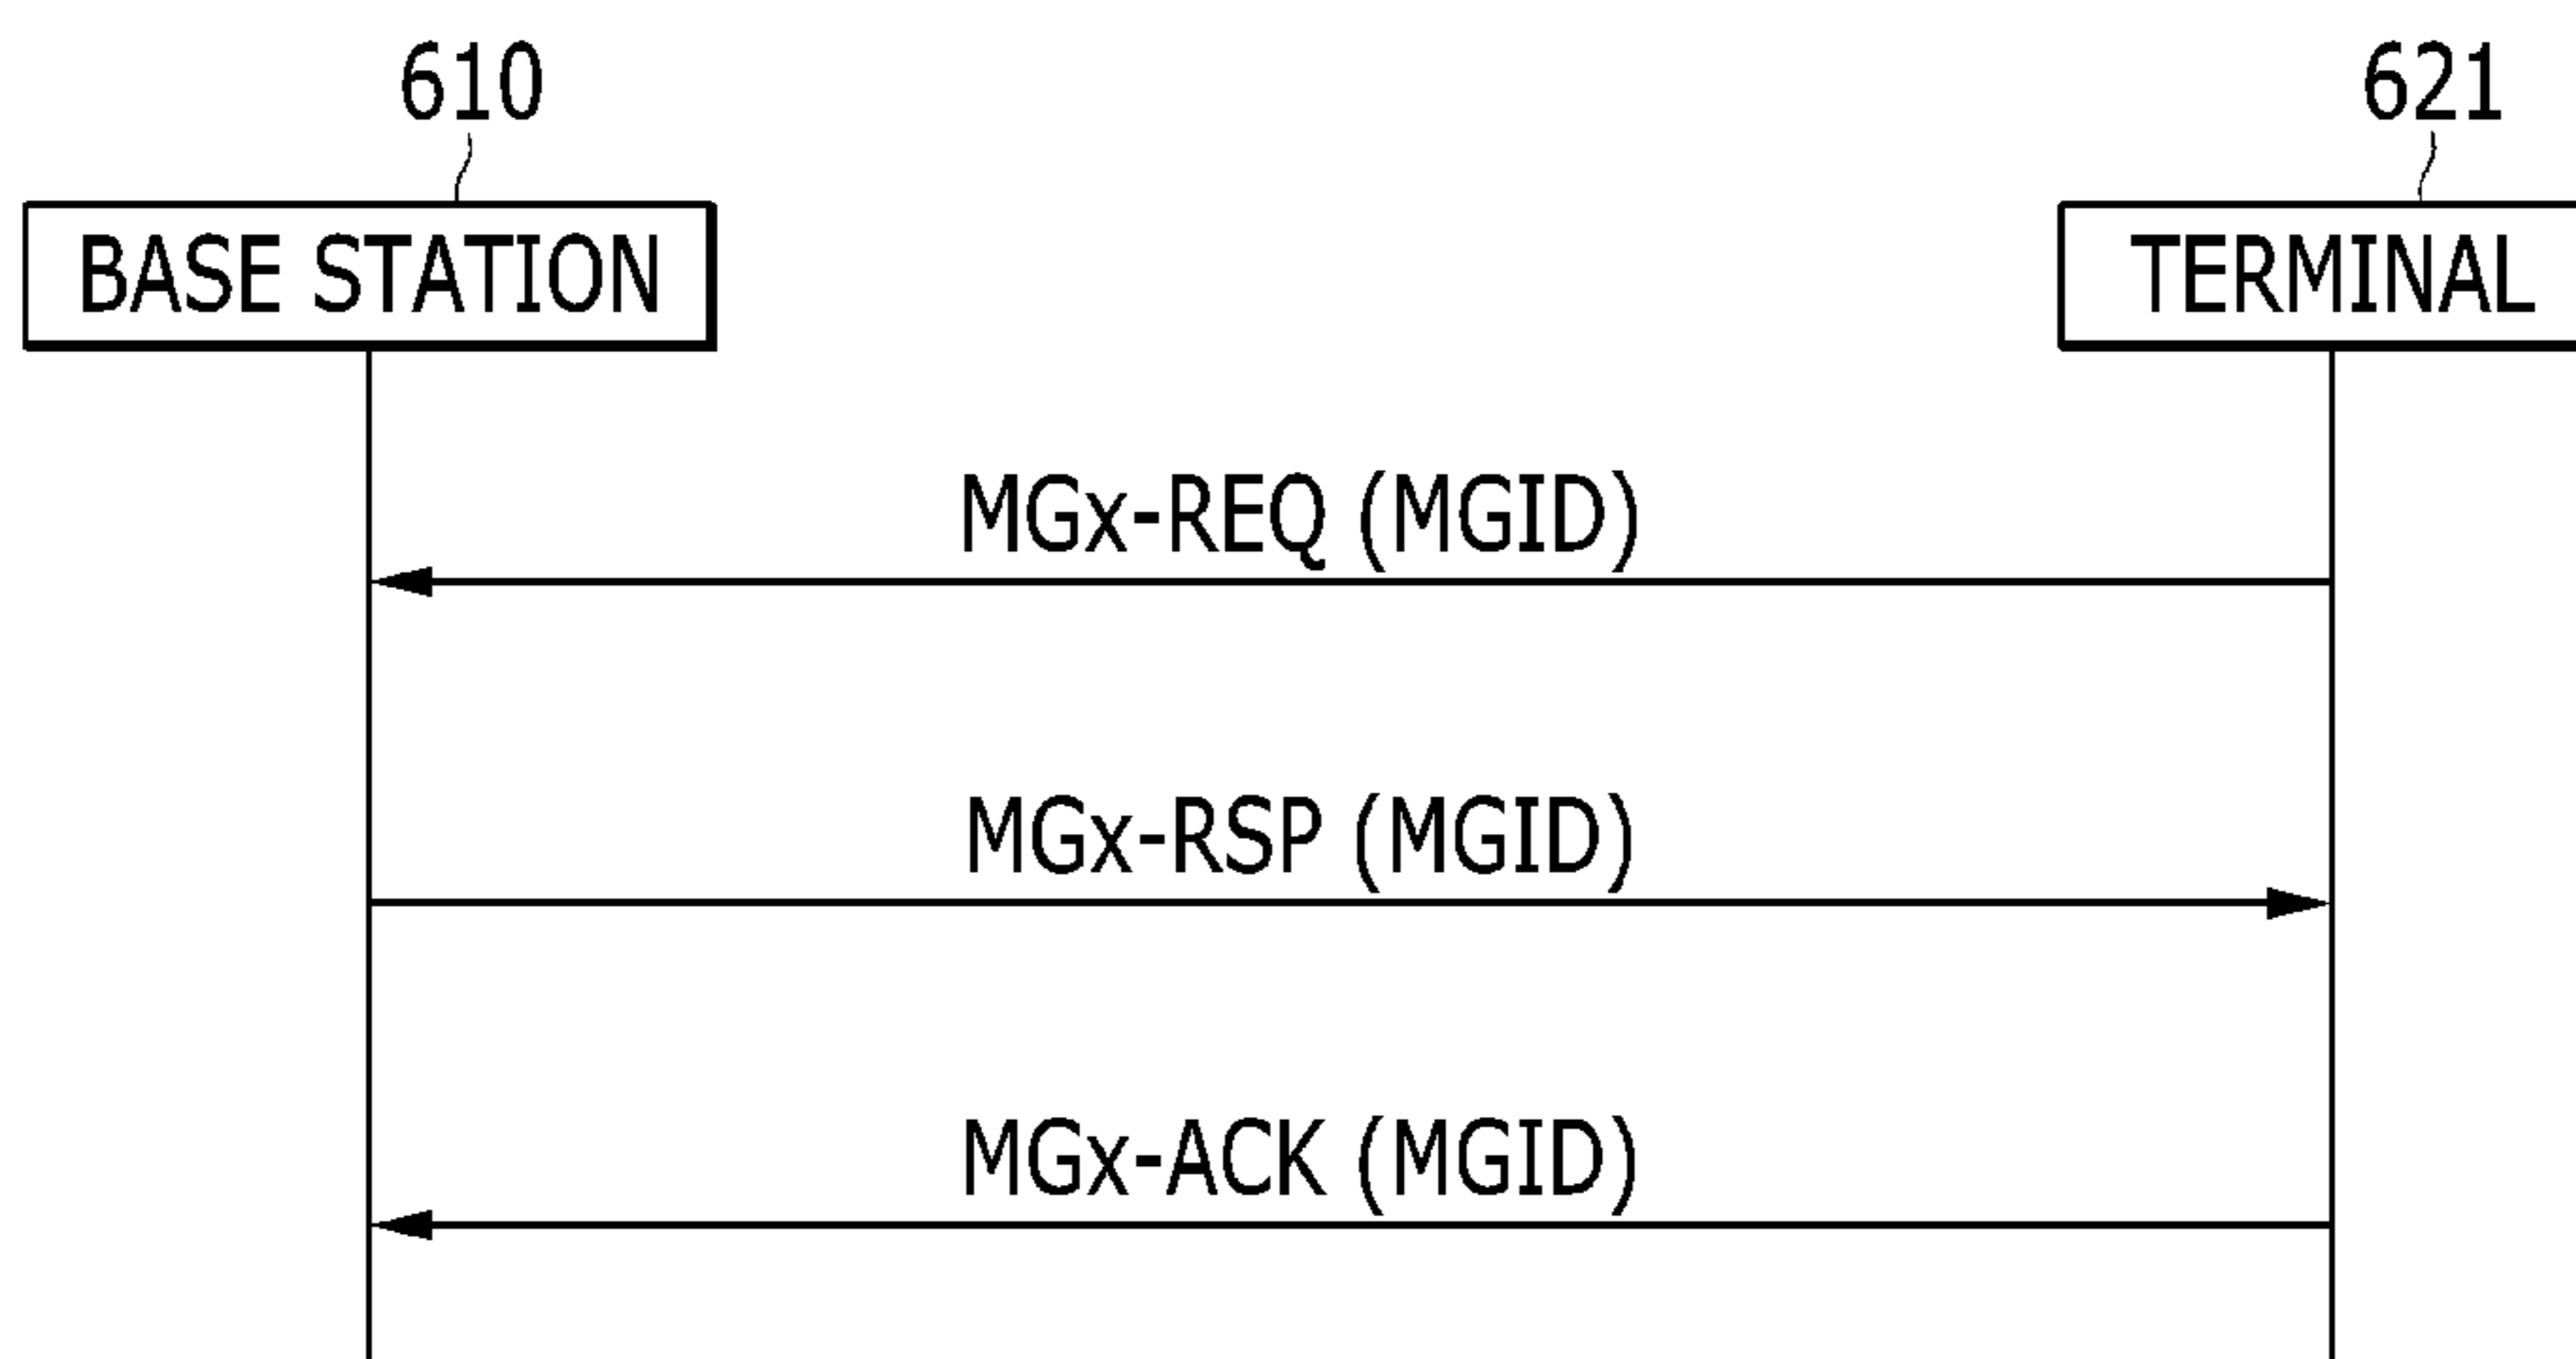 610
621
BASE STATION
TERMINAL
MGx-REQ (MGID)
MGx-RSP (MGID)
MGx-ACK (MGID)